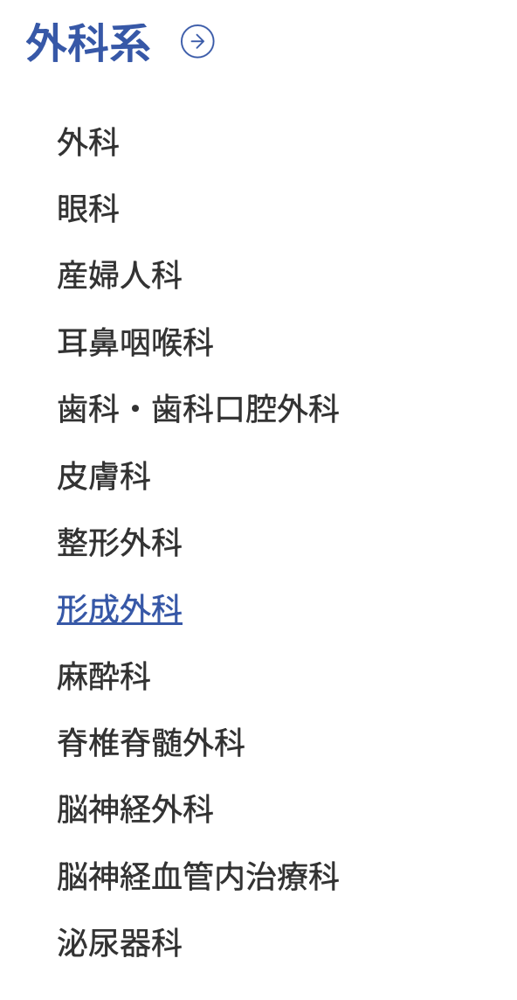 外科系
外科
眼科
産婦人科
耳鼻咽喉科
歯科・歯科口腔外科
皮膚科
整形外科
形成外科
麻酔科
脊椎脊髄外科
脳神経外科
脳神経血管内治療科
泌尿器科